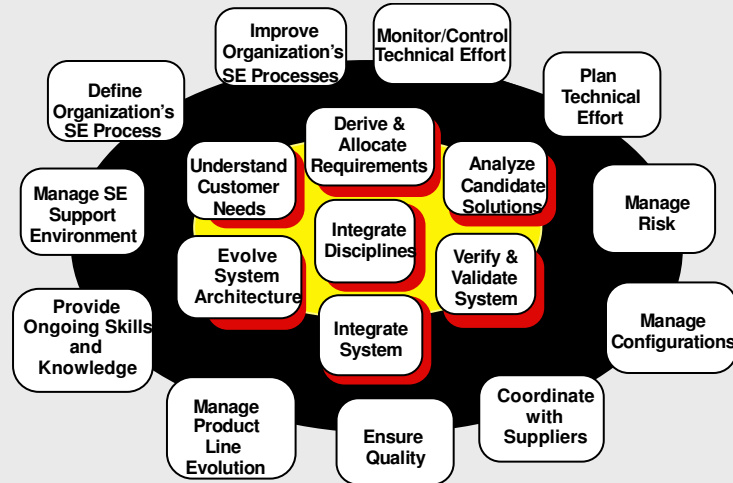 Improve
Organization's
SE Processes
Monitor/Control
Technical Effort
Define
Organization's
SE Process
Plan
Technical
Effort
Derive &
Allocate
Requirements
Understand
Customer
Needs
Analyze
Candidate
Solutions
Manage SE
Support
Environment
Manage
Risk
Integrate
Disciplines
Evolve
System
Architecture
Verify &
Validate
System
Provide
Ongoing Skills
and
Knowledge
Integrate
System
Manage
Configurations
Manage
Product
Line
Evolution
Ensure
Quality
Coordinate
with
Suppliers